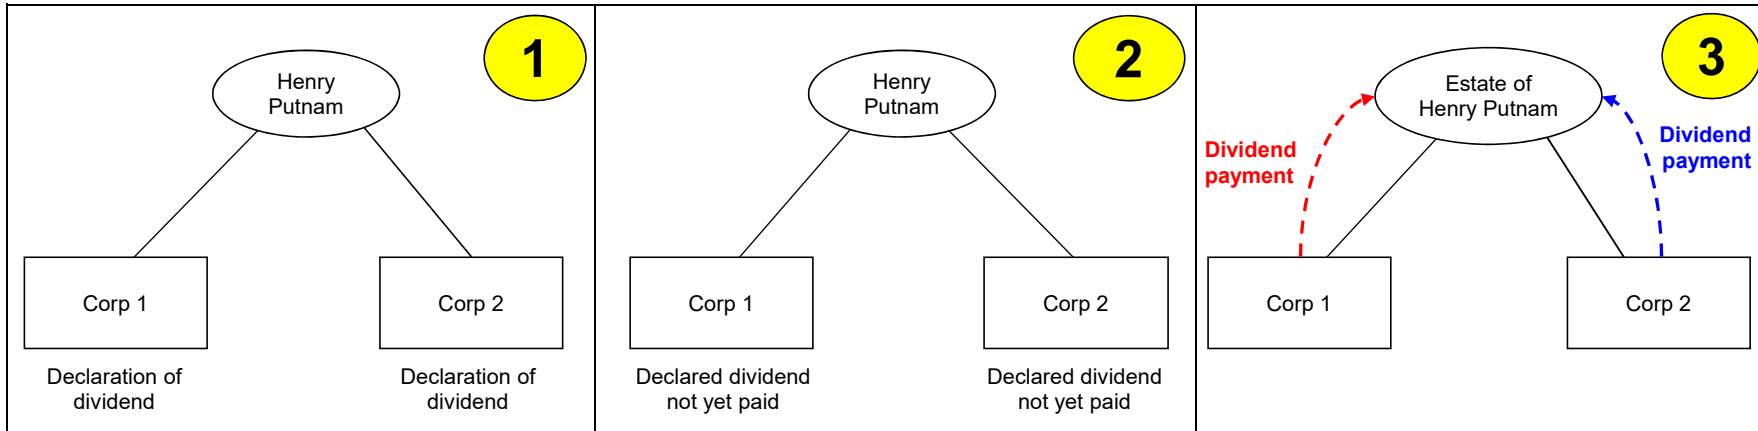 1
Henry
Putnam
Corp 1
Corp 2
Declaration of
dividend
Declaration of
dividend
2
Henry
Putnam
Corp 1
Corp 2
Declared dividend
not yet paid
Declared dividend
not yet paid
3
Estate of
Henry Putnam
Dividend
payment
Dividend
payment
Corp 1
Corp 2